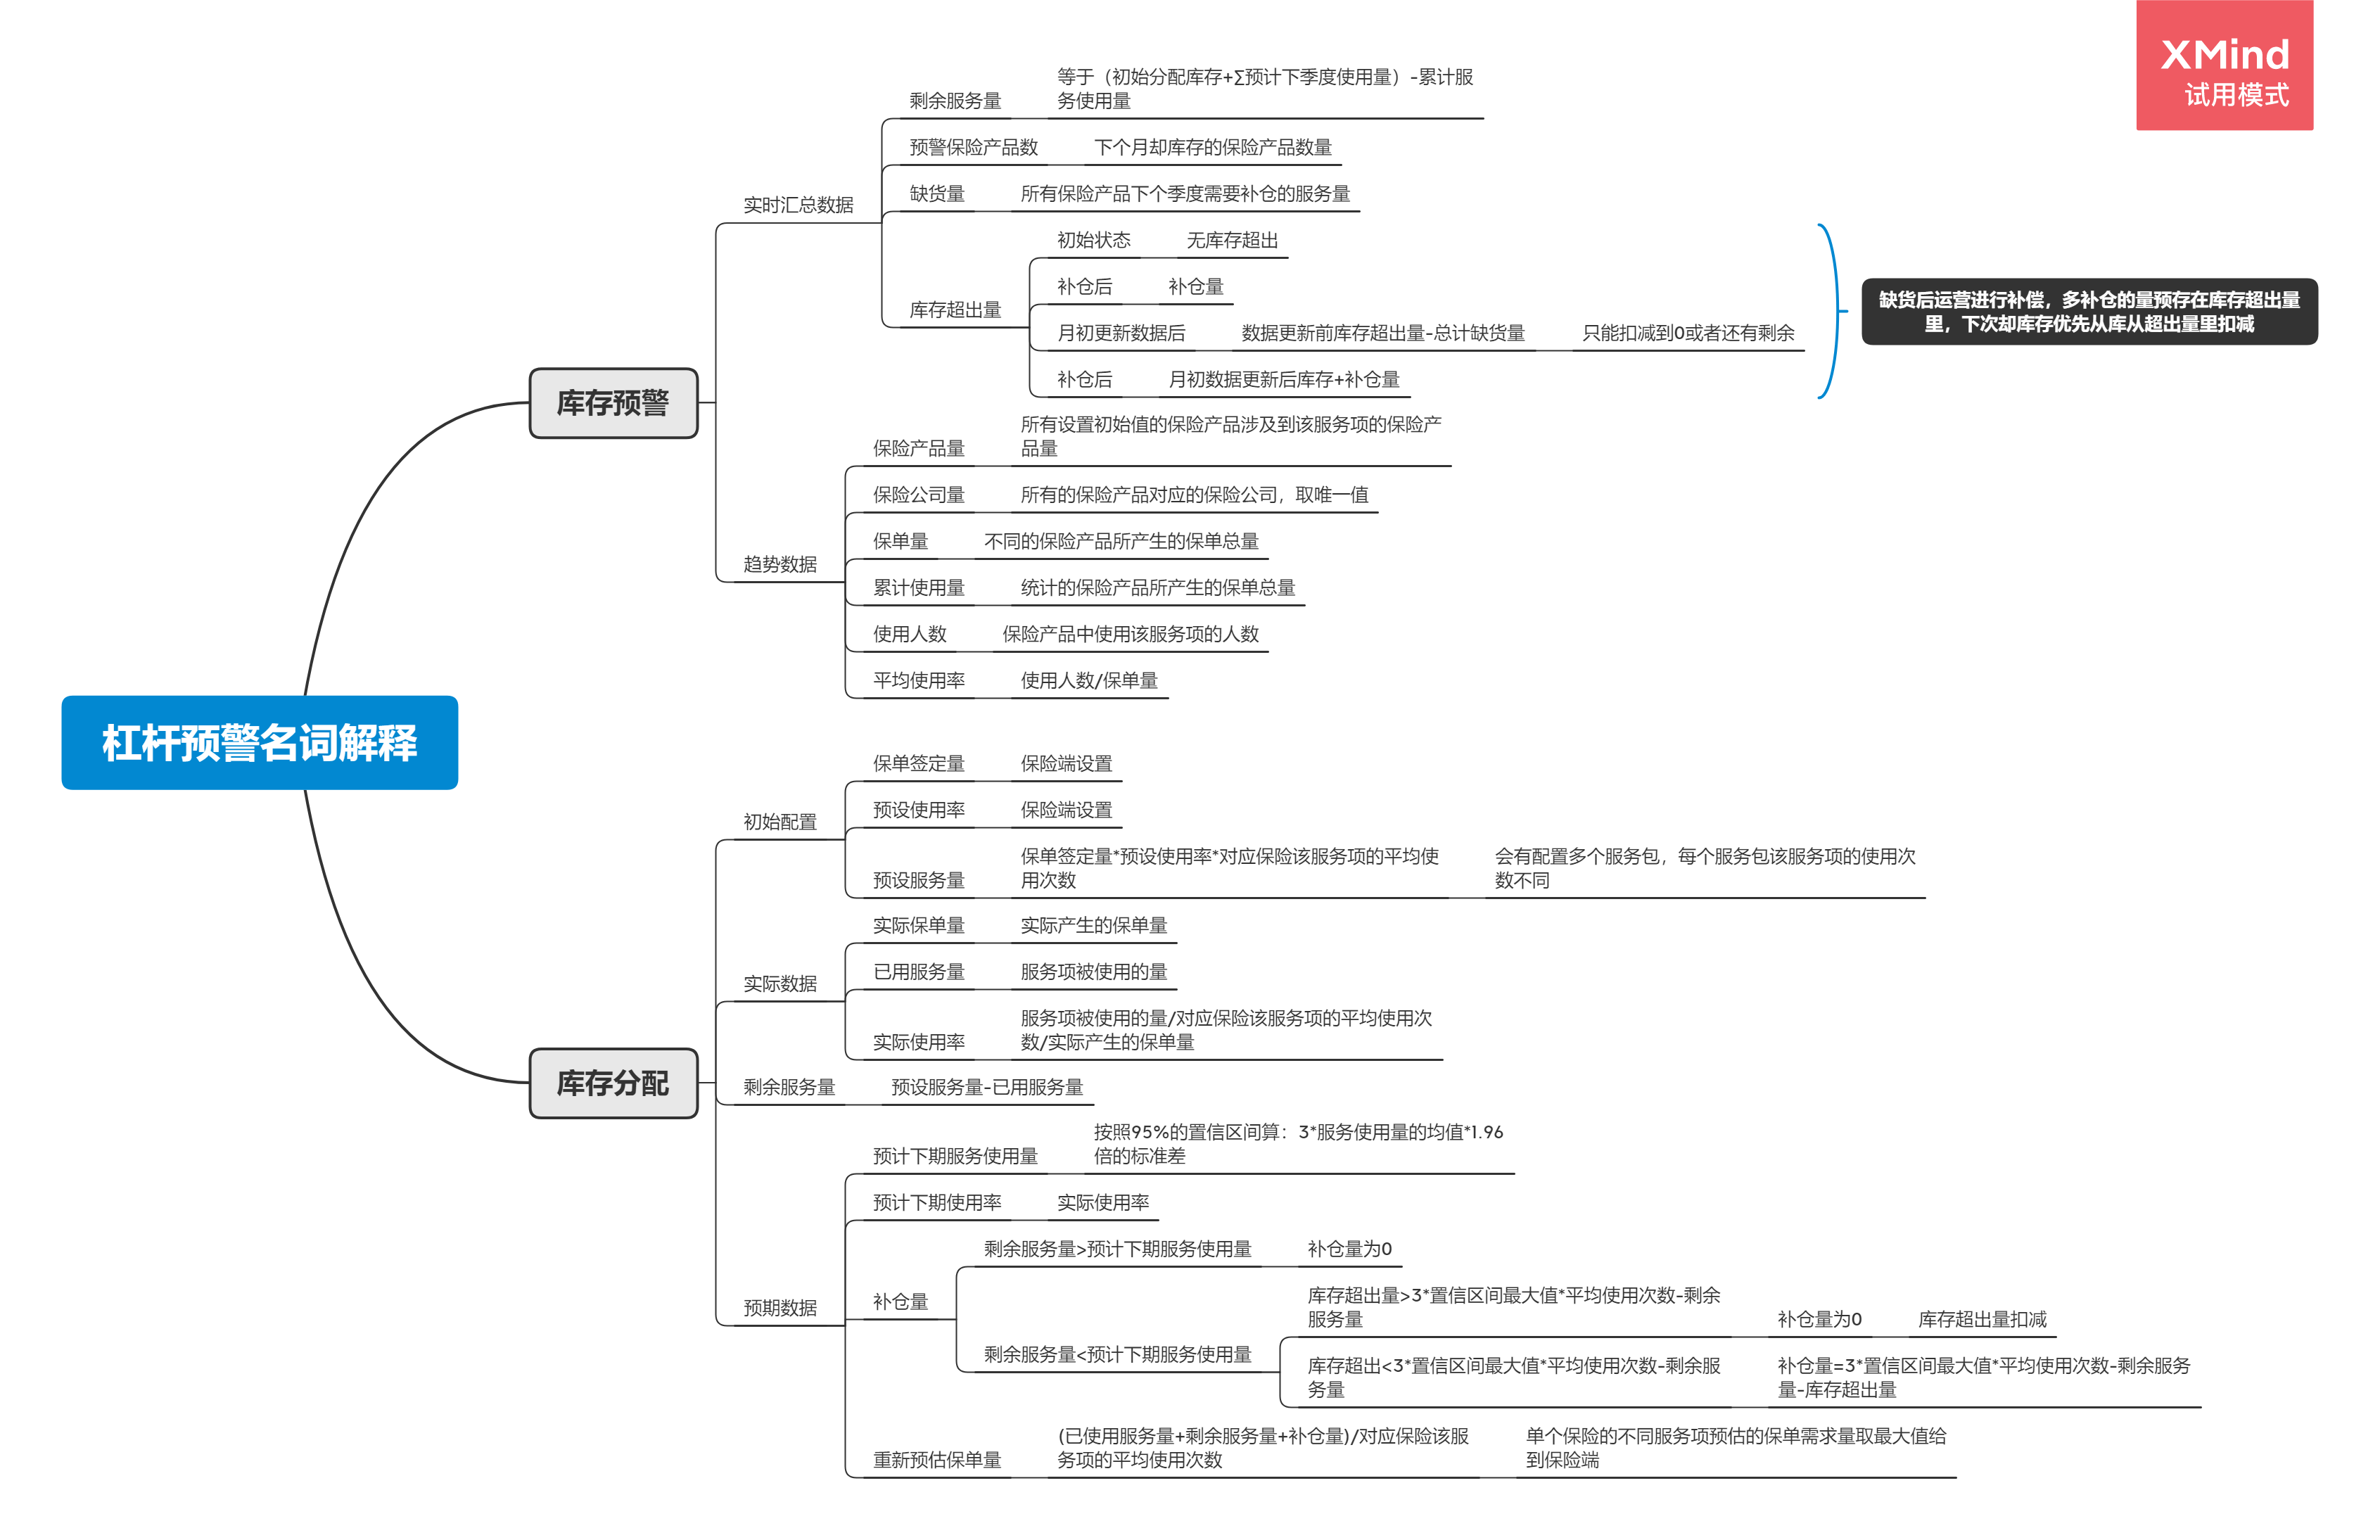 XMind
试用模式
杠杆预警名词解释
库存预警
实时汇总数据
剩余服务量
等于（初始分配库存+∑预计下季度使用量）-累计服
务使用量
预警保险产品数
下个月却库存的保险产品数量
缺货量
所有保险产品下个季度需要补仓的服务量
库存超出量
初始状态
无库存超出
补仓后
补仓量
月初更新数据后
数据更新前库存超出量-总计缺货量
只能扣减到0或者还有剩余
补仓后
月初数据更新后库存+补仓量
缺货后运营进行补偿，多补仓的量预存在库存超出量
里，下次却库存优先从库从超出量里扣减
趋势数据
保险产品量
所有设置初始值的保险产品涉及到该服务项的保险产
品量
保险公司量
所有的保险产品对应的保险公司，取唯一值
保单量
不同的保险产品所产生的保单总量
累计使用量
统计的保险产品所产生的保单总量
使用人数
保险产品中使用该服务项的人数
平均使用率
使用人数/保单量
库存分配
初始配置
保单签定量
保险端设置
预设使用率
保险端设置
预设服务量
保单签定量*预设使用率*对应保险该服务项的平均使
用次数
会有配置多个服务包，每个服务包该服务项的使用次
数不同
实际数据
实际保单量
实际产生的保单量
已用服务量
服务项被使用的量
实际使用率
服务项被使用的量/对应保险该服务项的平均使用次
数/实际产生的保单量
剩余服务量
预设服务量-已用服务量
预期数据
预计下期服务使用量
按照95%的置信区间算：3*服务使用量的均值*1.96
倍的标准差
预计下期使用率
实际使用率
补仓量
剩余服务量>预计下期服务使用量
补仓量为0
剩余服务量<预计下期服务使用量
库存超出量>3*置信区间最大值*平均使用次数-剩余
服务量
补仓量为0
库存超出量扣减
库存超出<3*置信区间最大值*平均使用次数-剩余服
务量
补仓量=3*置信区间最大值*平均使用次数-剩余服务
量-库存超出量
重新预估保单量
(已使用服务量+剩余服务量+补仓量)/对应保险该服
务项的平均使用次数
单个保险的不同服务项预估的保单需求量取最大值给
到保险端